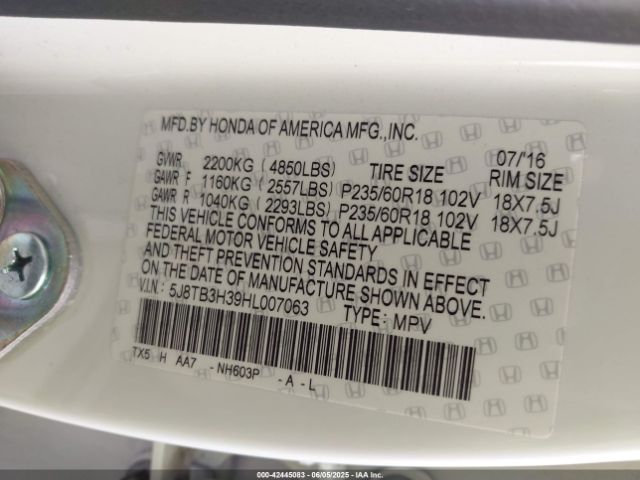 MFD.BY HONDA OF AMERICA MFG.,INC.
07/'16
GVWR 2200KG (4850LBS) TIRE SIZE RIM SIZE
GAWR F 1160KG (2557LBS) P235/60R18 102V 18X7.5J
GAWR R 1040KG (2293LBS) P235/60R18 102V 18X7.5J
THIS VEHICLE CONFORMS TO ALL APPLICABLE
FEDERAL MOTOR VEHICLE SAFETY
AND THEFT PREVENTION STANDARDS IN EFFECT
ON THE DATE OF MANUFACTURE SHOWN ABOVE.
V.I.N.: 5J8TB3H39HL007063 TYPE: MPV
TX5 H AA7 - NH603P - A - L
000-42445083 / 06/05/2025 / IAA